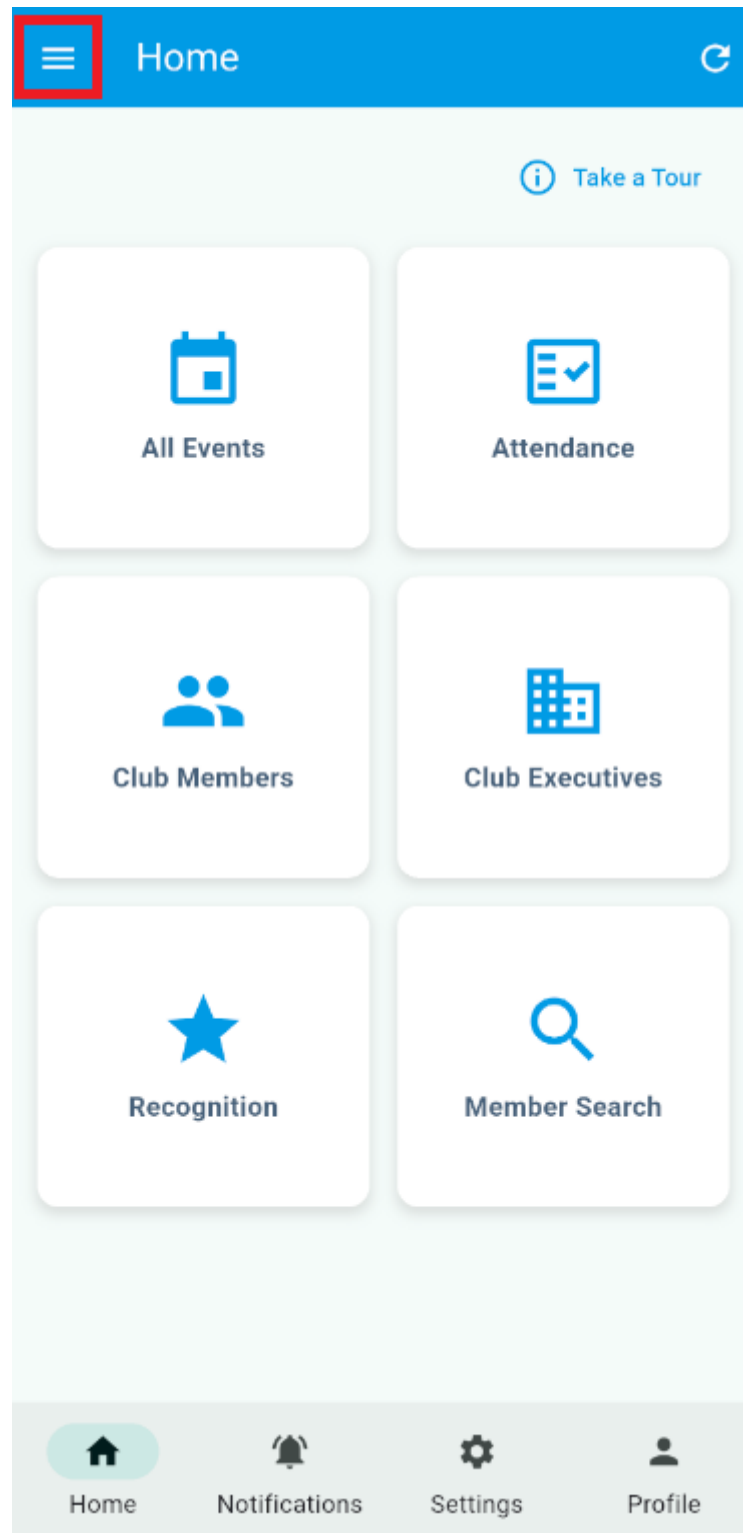 Home
Take a Tour
All Events
Attendance
Club Members
Club Executives
Recognition
Member Search
Home
Notifications
Settings
Profile